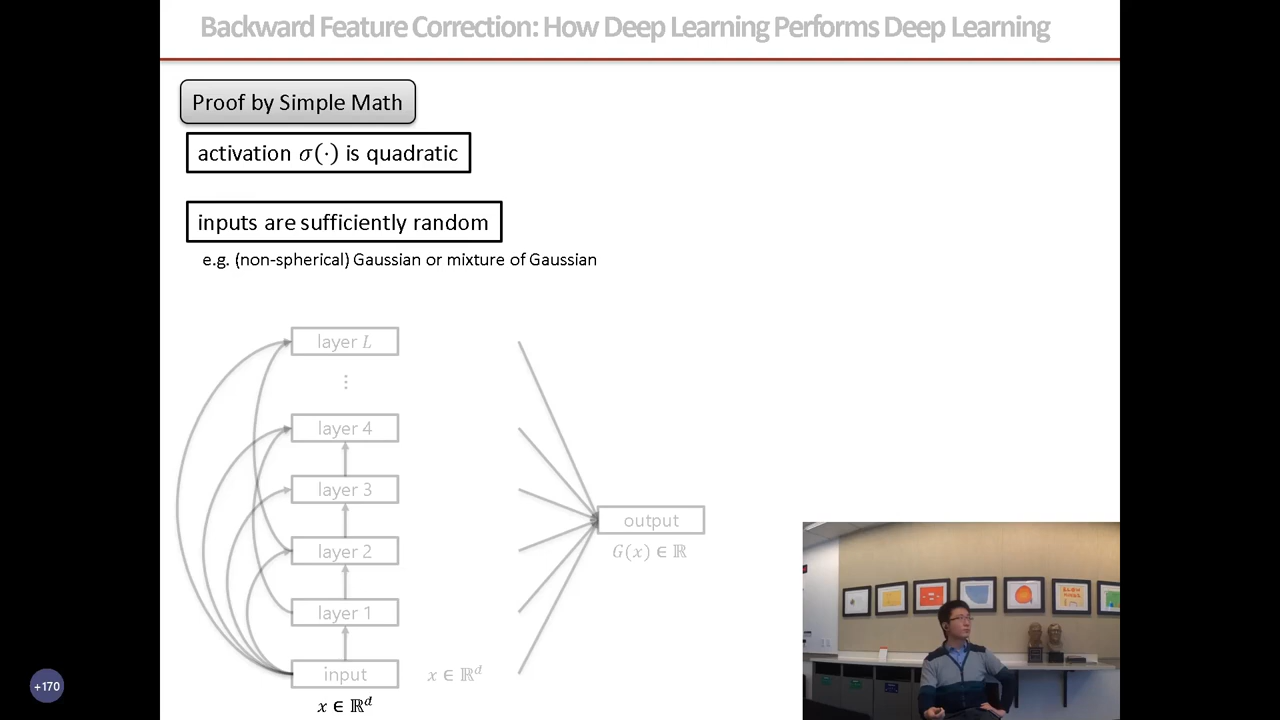 Backward Feature Correction: How Deep Learning Performs Deep Learning
Proof by Simple Math
activation σ(·) is quadratic
inputs are sufficiently random
e.g. (non-spherical) Gaussian or mixture of Gaussian
layer L
⋮
layer 4
layer 3
layer 2
layer 1
input
x ∈ ℝᵈ
x ∈ ℝᵈ
output
G(x) ∈ ℝ
+170